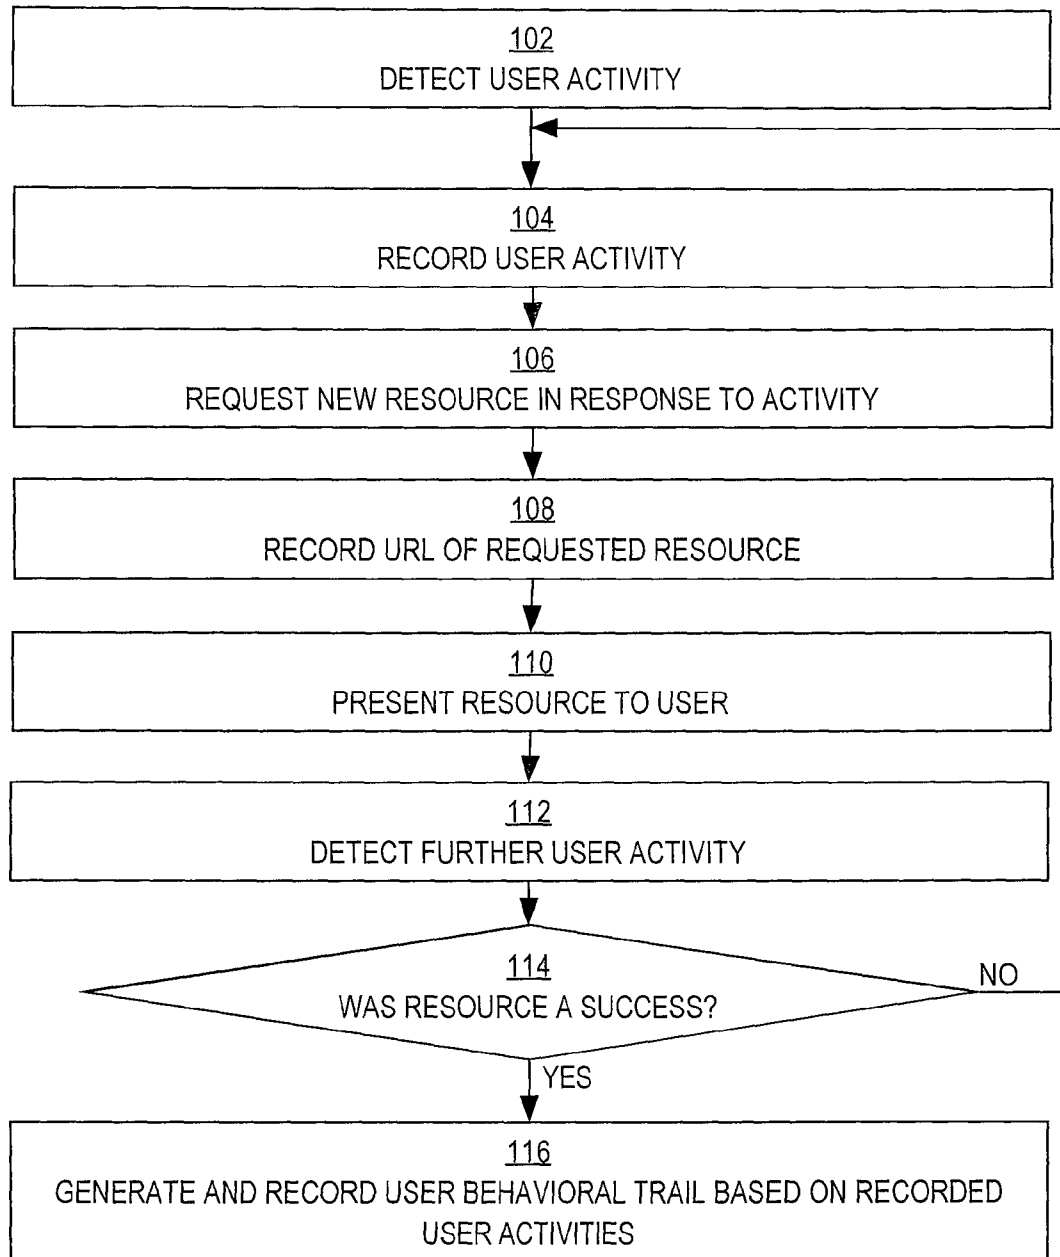 102
DETECT USER ACTIVITY
104
RECORD USER ACTIVITY
106
REQUEST NEW RESOURCE IN RESPONSE TO ACTIVITY
108
RECORD URL OF REQUESTED RESOURCE
110
PRESENT RESOURCE TO USER
112
DETECT FURTHER USER ACTIVITY
114
WAS RESOURCE A SUCCESS?
NO
YES
116
GENERATE AND RECORD USER BEHAVIORAL TRAIL BASED ON RECORDED
USER ACTIVITIES